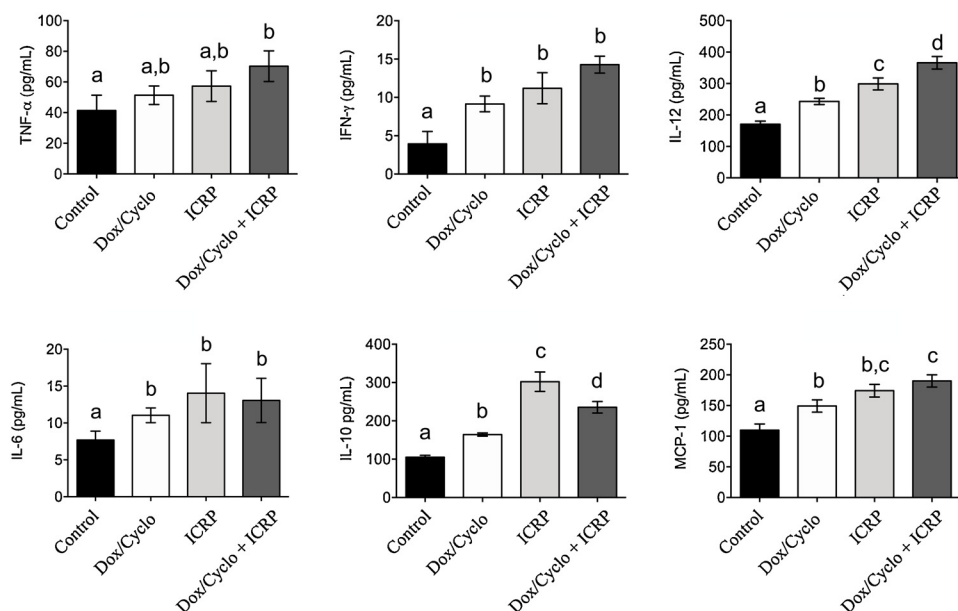 TNF-α (pg/mL)
100
80
60
40
20
0
a
a,b
a,b
b
Control
Dox/Cyclo
ICRP
Dox/Cyclo + ICRP
IFN-γ (pg/mL)
20
15
10
5
0
a
b
b
b
Control
Dox/Cyclo
ICRP
Dox/Cyclo + ICRP
IL-12 (pg/mL)
500
400
300
200
100
0
a
b
c
d
Control
Dox/Cyclo
ICRP
Dox/Cyclo + ICRP
IL-6 (pg/mL)
20
15
10
5
0
a
b
b
b
Control
Dox/Cyclo
ICRP
Dox/Cyclo + ICRP
IL-10 pg/mL)
400
300
200
100
0
a
b
c
d
Control
Dox/Cyclo
ICRP
Dox/Cyclo + ICRP
MCP-1 (pg/mL)
250
200
150
100
50
0
a
b
b,c
c
Control
Dox/Cyclo
ICRP
Dox/Cyclo + ICRP